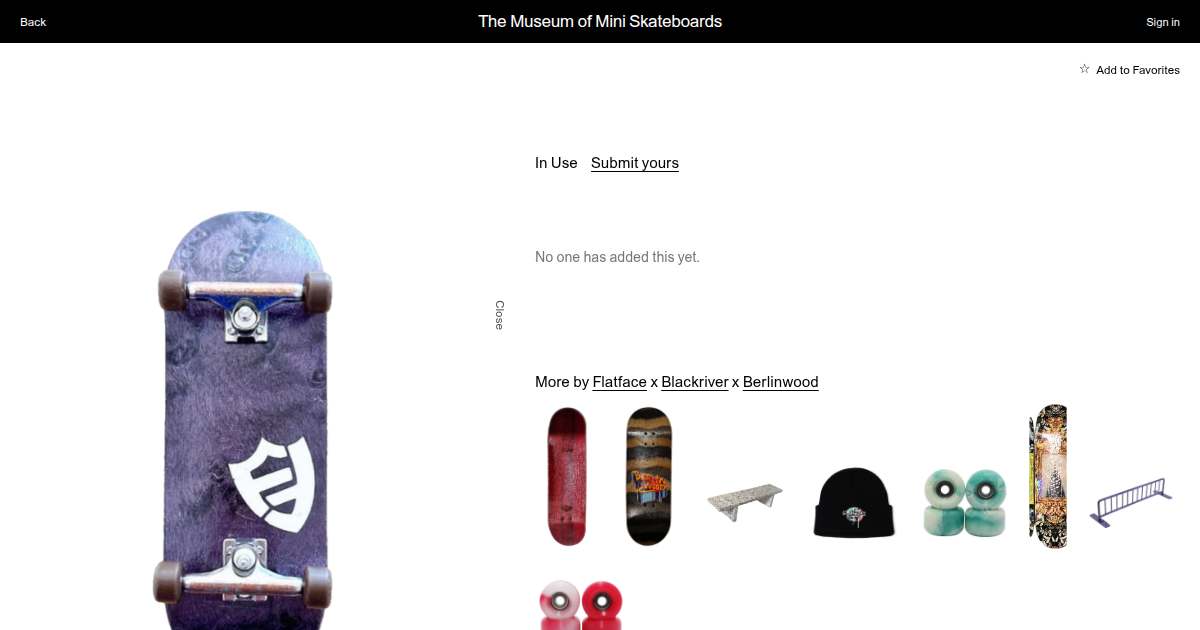 Back
The Museum of Mini Skateboards
Sign in
☆ Add to Favorites
In Use Submit yours
No one has added this yet.
Close
More by Flatface x Blackriver x Berlinwood